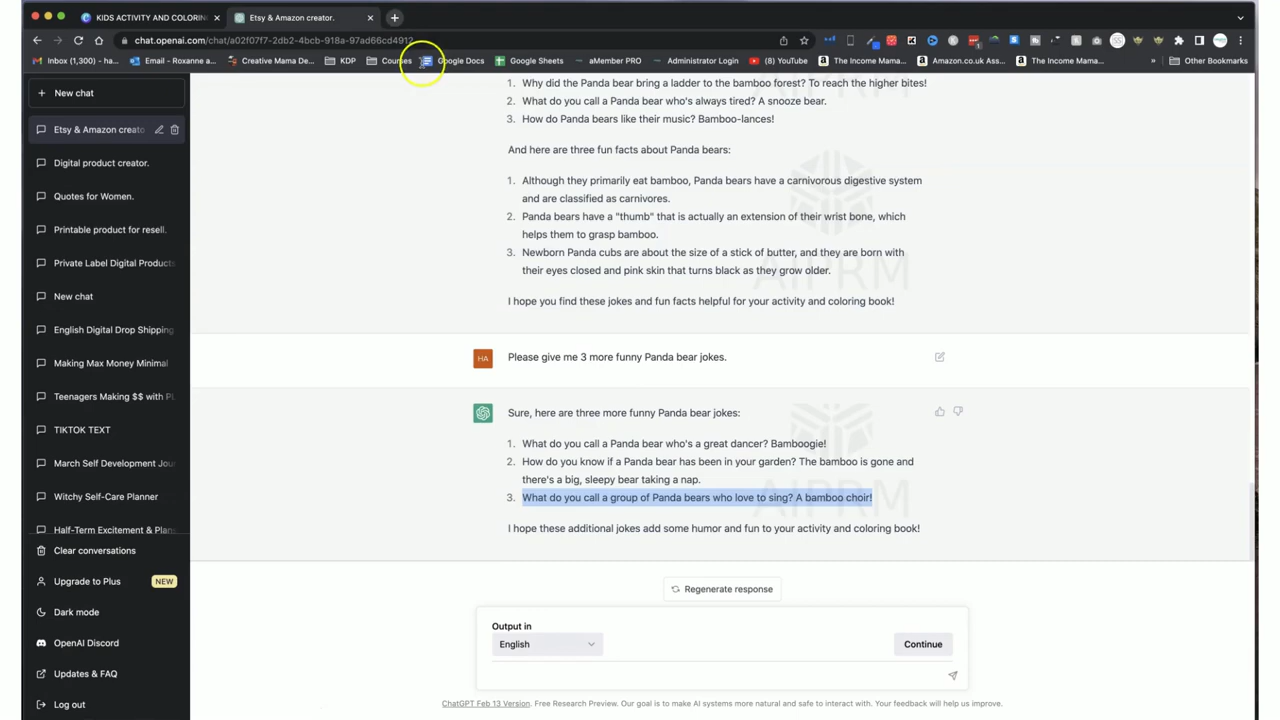 KIDS ACTIVITY AND COLORIN
Etsy & Amazon creator.
chat.openai.com/chat/a02f07f7-2db2-4bcb-918a-97ad66cd4912
Inbox (1,300) - ha...
Email - Roxanne a...
Creative Mama De...
KDP
Courses
Google Docs
Google Sheets
aMember PRO
Administrator Login
(8) YouTube
The Income Mama...
Amazon.co.uk Ass...
The Income Mama...
»
Other Bookmarks
New chat
Etsy & Amazon creato
Digital product creator.
Quotes for Women.
Printable product for resell.
Private Label Digital Products
New chat
English Digital Drop Shipping
Making Max Money Minimal
Teenagers Making $$ with PL
TIKTOK TEXT
March Self Development Jou
Witchy Self-Care Planner
Half-Term Excitement & Plann
Clear conversations
Upgrade to Plus
NEW
Dark mode
OpenAI Discord
Updates & FAQ
Log out
1. Why did the Panda bear bring a ladder to the bamboo forest? To reach the higher bites!
2. What do you call a Panda bear who's always tired? A snooze bear.
3. How do Panda bears like their music? Bamboo-lances!
And here are three fun facts about Panda bears:
1. Although they primarily eat bamboo, Panda bears have a carnivorous digestive system
and are classified as carnivores.
2. Panda bears have a "thumb" that is actually an extension of their wrist bone, which
helps them to grasp bamboo.
3. Newborn Panda cubs are about the size of a stick of butter, and they are born with
their eyes closed and pink skin that turns black as they grow older.
AIPRM
I hope you find these jokes and fun facts helpful for your activity and coloring book!
HA
Please give me 3 more funny Panda bear jokes.
Sure, here are three more funny Panda bear jokes:
1. What do you call a Panda bear who's a great dancer? Bamboogie!
2. How do you know if a Panda bear has been in your garden? The bamboo is gone and
there's a big, sleepy bear taking a nap.
3. What do you call a group of Panda bears who love to sing? A bamboo choir!
AIPRM
I hope these additional jokes add some humor and fun to your activity and coloring book!
Regenerate response
Output in
English
Continue
ChatGPT Feb 13 Version. Free Research Preview. Our goal is to make AI systems more natural and safe to interact with. Your feedback will help us improve.